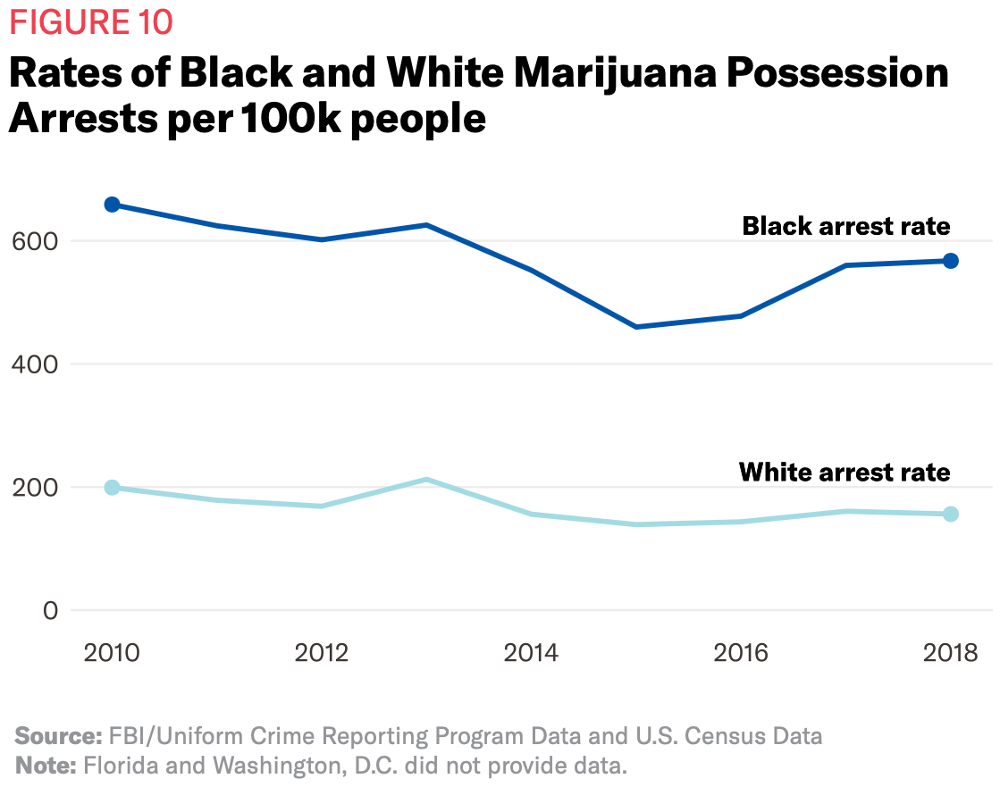 FIGURE 10
Rates of Black and White Marijuana Possession
Arrests per 100k people
Black arrest rate
600
400
White arrest rate
200
0
2010 2012 2014 2016 2018
Source: FBI/Uniform Crime Reporting Program Data and U.S. Census Data
Note: Florida and Washington, D.C. did not provide data.